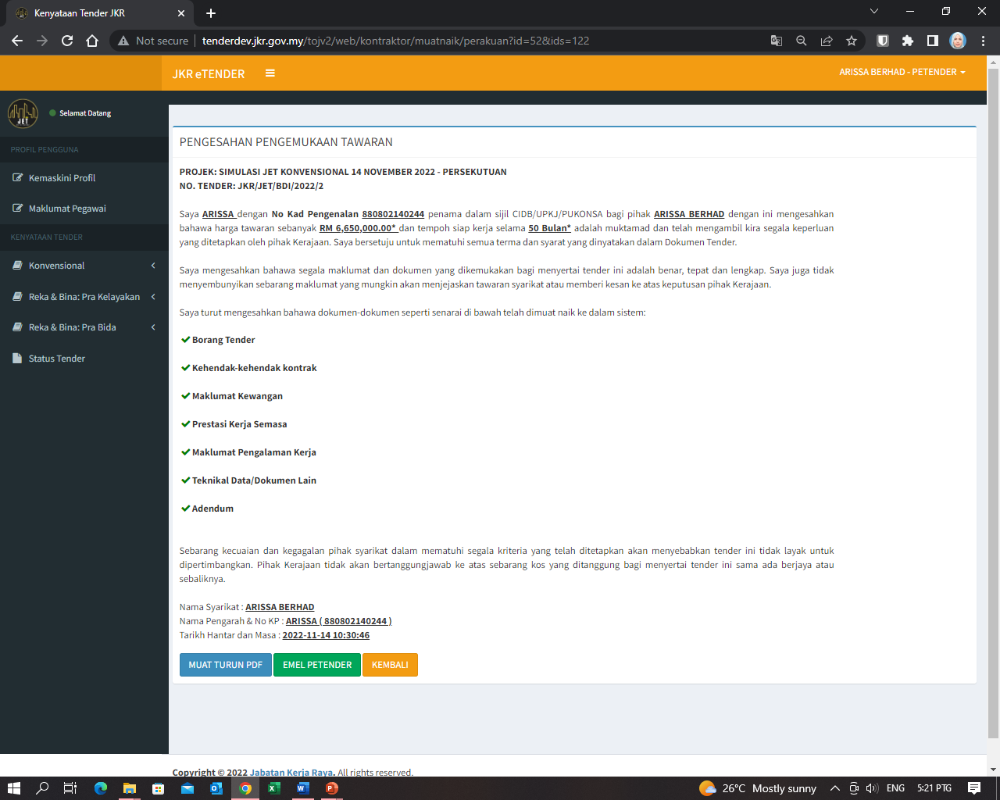 Kenyataan Tender JKR
Not secure | tenderdev.jkr.gov.my/tojv2/web/kontraktor/muatnaik/perakuan?id=52&ids=122
JKR eTENDER
ARISSA BERHAD - PETENDER
JET
Selamat Datang
PROFIL PENGGUNA
Kemaskini Profil
Maklumat Pegawai
KENYATAAN TENDER
Konvensional
Reka & Bina: Pra Kelayakan
Reka & Bina: Pra Bida
Status Tender
PENGESAHAN PENGEMUKAAN TAWARAN
PROJEK: SIMULASI JET KONVENSIONAL 14 NOVEMBER 2022 - PERSEKUTUAN
NO. TENDER: JKR/JET/BDI/2022/2
Saya ARISSA dengan No Kad Pengenalan 880802140244 penama dalam sijil CIDB/UPKJ/PUKONSA bagi pihak ARISSA BERHAD dengan ini mengesahkan
bahawa harga tawaran sebanyak RM 6,650,000.00* dan tempoh siap kerja selama 50 Bulan* adalah muktamad dan telah mengambil kira segala keperluan
yang ditetapkan oleh pihak Kerajaan. Saya bersetuju untuk mematuhi semua terma dan syarat yang dinyatakan dalam Dokumen Tender.
Saya mengesahkan bahawa segala maklumat dan dokumen yang dikemukakan bagi menyertai tender ini adalah benar, tepat dan lengkap. Saya juga tidak
menyembunyikan sebarang maklumat yang mungkin akan menjejaskan tawaran syarikat atau memberi kesan ke atas keputusan pihak Kerajaan.
Saya turut mengesahkan bahawa dokumen-dokumen seperti senarai di bawah telah dimuat naik ke dalam sistem:
Borang Tender
Kehendak-kehendak kontrak
Maklumat Kewangan
Prestasi Kerja Semasa
Maklumat Pengalaman Kerja
Teknikal Data/Dokumen Lain
Adendum
Sebarang kecuaian dan kegagalan pihak syarikat dalam mematuhi segala kriteria yang telah ditetapkan akan menyebabkan tender ini tidak layak untuk
dipertimbangkan. Pihak Kerajaan tidak akan bertanggungjawab ke atas sebarang kos yang ditanggung bagi menyertai tender ini sama ada berjaya atau
sebaliknya.
Nama Syarikat : ARISSA BERHAD
Nama Pengarah & No KP : ARISSA ( 880802140244 )
Tarikh Hantar dan Masa : 2022-11-14 10:30:46
MUAT TURUN PDF
EMEL PETENDER
KEMBALI
Copyright © 2022 Jabatan Kerja Raya. All rights reserved.
26°C Mostly sunny
ENG
5:21 PTG